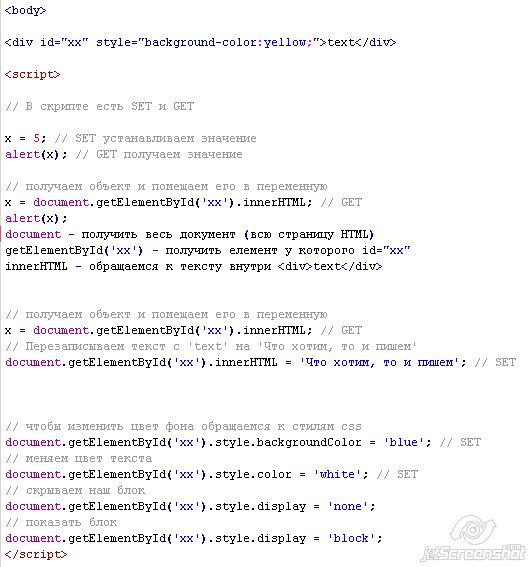 <body>
<div id="xx" style="background-color:yellow;">text</div>
<script>
// В скрипте есть SET и GET
x = 5; // SET устанавливаем значение
alert(x); // GET получаем значение
// получаем объект и помещаем его в переменную
x = document.getElementById('xx').innerHTML; // GET
alert(x);
document - получить весь документ (всю страницу HTML)
getElementById('xx') - получить елемент у которого id="xx"
innerHTML - обращаемся к тексту внутри <div>text</div>
// получаем объект и помещаем его в переменную
x = document.getElementById('xx').innerHTML; // GET
// Перезаписываем текст с 'text' на 'Что хотим, то и пишем'
document.getElementById('xx').innerHTML = 'Что хотим, то и пишем'; // SET
// чтобы изменить цвет фона обращаемся к стилям css
document.getElementById('xx').style.backgroundColor = 'blue'; // SET
// меняем цвет текста
document.getElementById('xx').style.color = 'white'; // SET
// скрываем наш блок
document.getElementById('xx').style.display = 'none';
// показать блок
document.getElementById('xx').style.display = 'block';
</script>
jetScreenshot